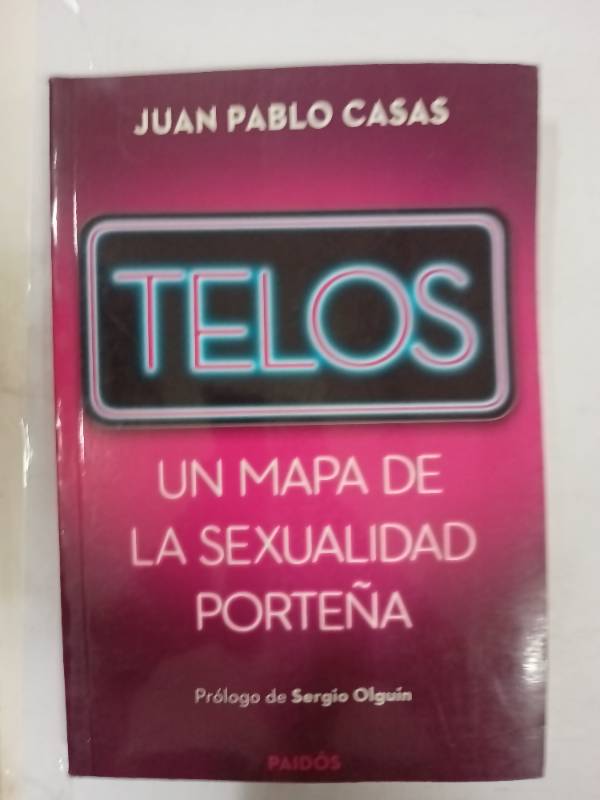 JUAN PABLO CASAS
TELOS
UN MAPA DE
LA SEXUALIDAD
PORTEÑA
Prólogo de Sergio Olguín
PAIDÓS